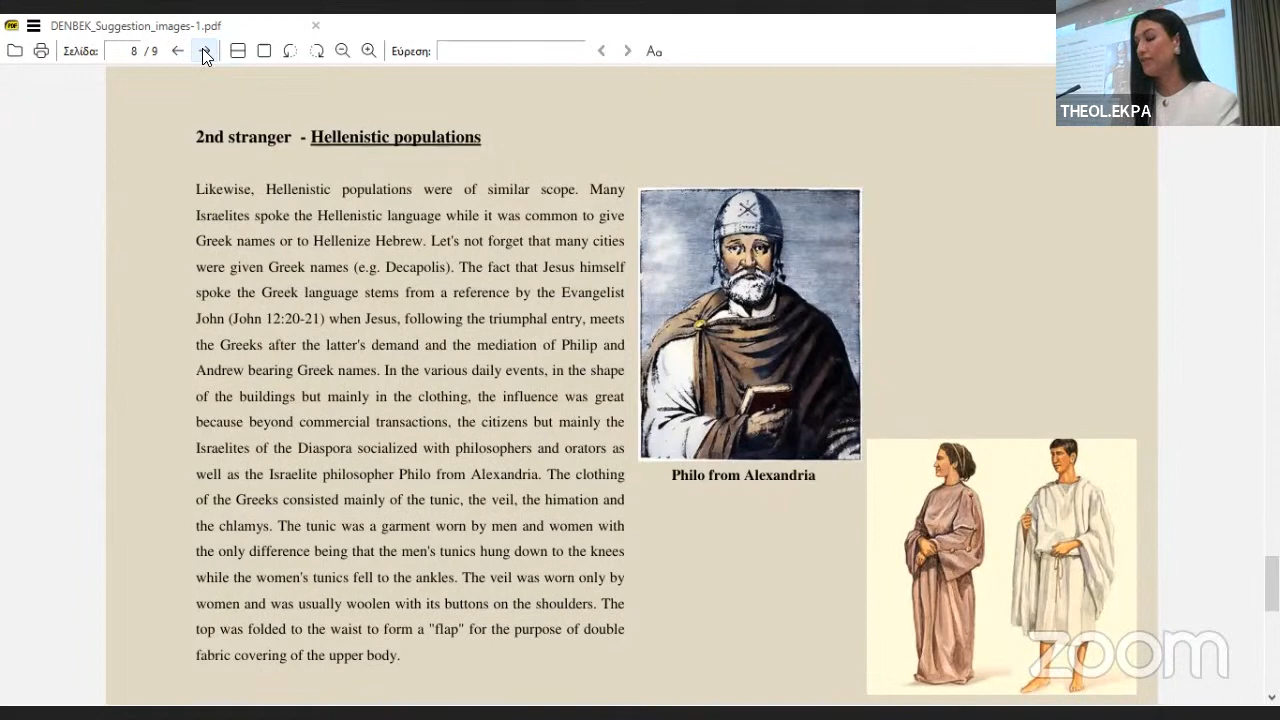 PDF
DENBEK_Suggestion_images-1.pdf
Σελίδα: 8 / 9 Εύρεση: Aα
THEOL.EKPA
2nd stranger - Hellenistic populations
Likewise, Hellenistic populations were of similar scope. Many
Israelites spoke the Hellenistic language while it was common to give
Greek names or to Hellenize Hebrew. Let's not forget that many cities
were given Greek names (e.g. Decapolis). The fact that Jesus himself
spoke the Greek language stems from a reference by the Evangelist
John (John 12:20-21) when Jesus, following the triumphal entry, meets
the Greeks after the latter's demand and the mediation of Philip and
Andrew bearing Greek names. In the various daily events, in the shape
of the buildings but mainly in the clothing, the influence was great
because beyond commercial transactions, the citizens but mainly the
Israelites of the Diaspora socialized with philosophers and orators as
well as the Israelite philosopher Philo from Alexandria. The clothing
of the Greeks consisted mainly of the tunic, the veil, the himation and
the chlamys. The tunic was a garment worn by men and women with
the only difference being that the men's tunics hung down to the knees
while the women's tunics fell to the ankles. The veil was worn only by
women and was usually woolen with its buttons on the shoulders. The
top was folded to the waist to form a "flap" for the purpose of double
fabric covering of the upper body.
Philo from Alexandria
zoom